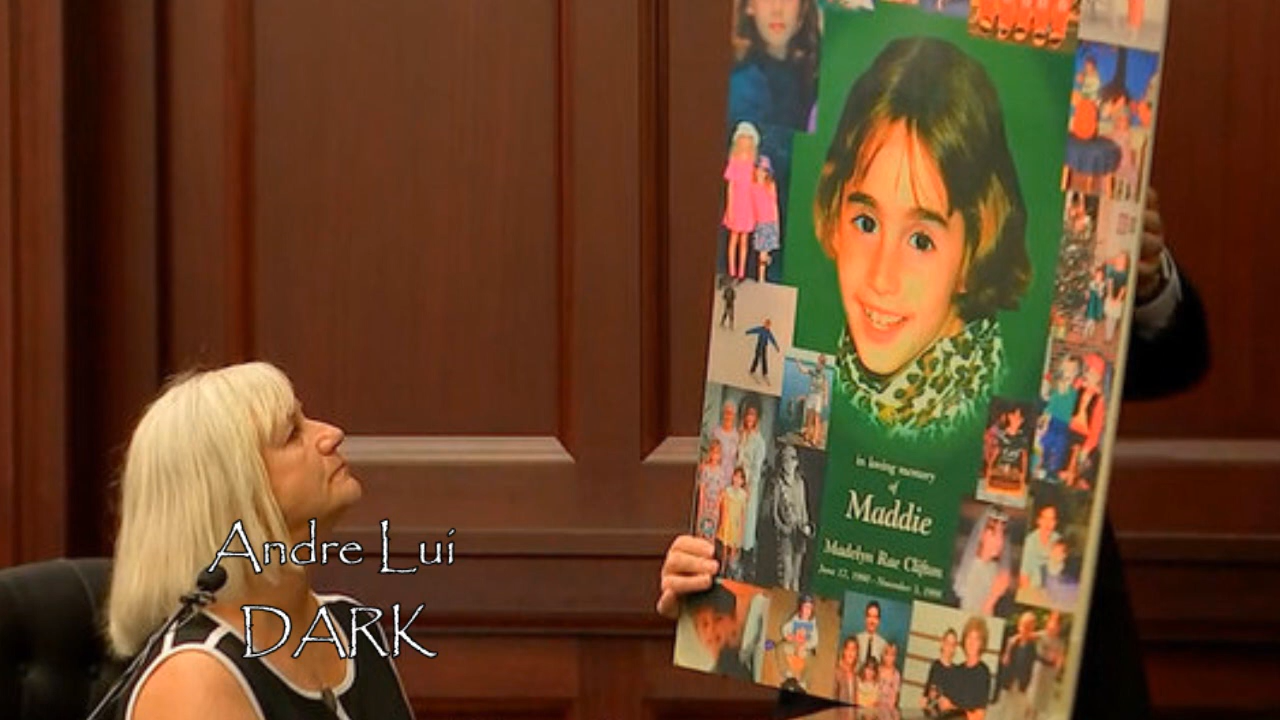 in loving memory
of
Maddie
Madelyn Rae Clifton
Andre Lui
DARK